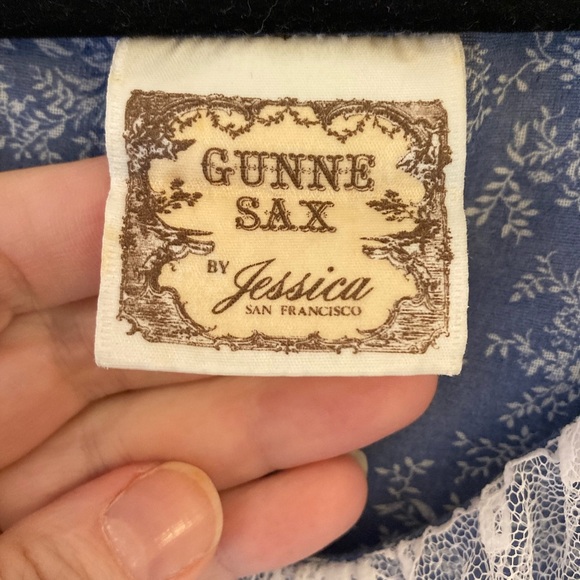 GUNNE
SAX
BY Jessica
SAN FRANCISCO